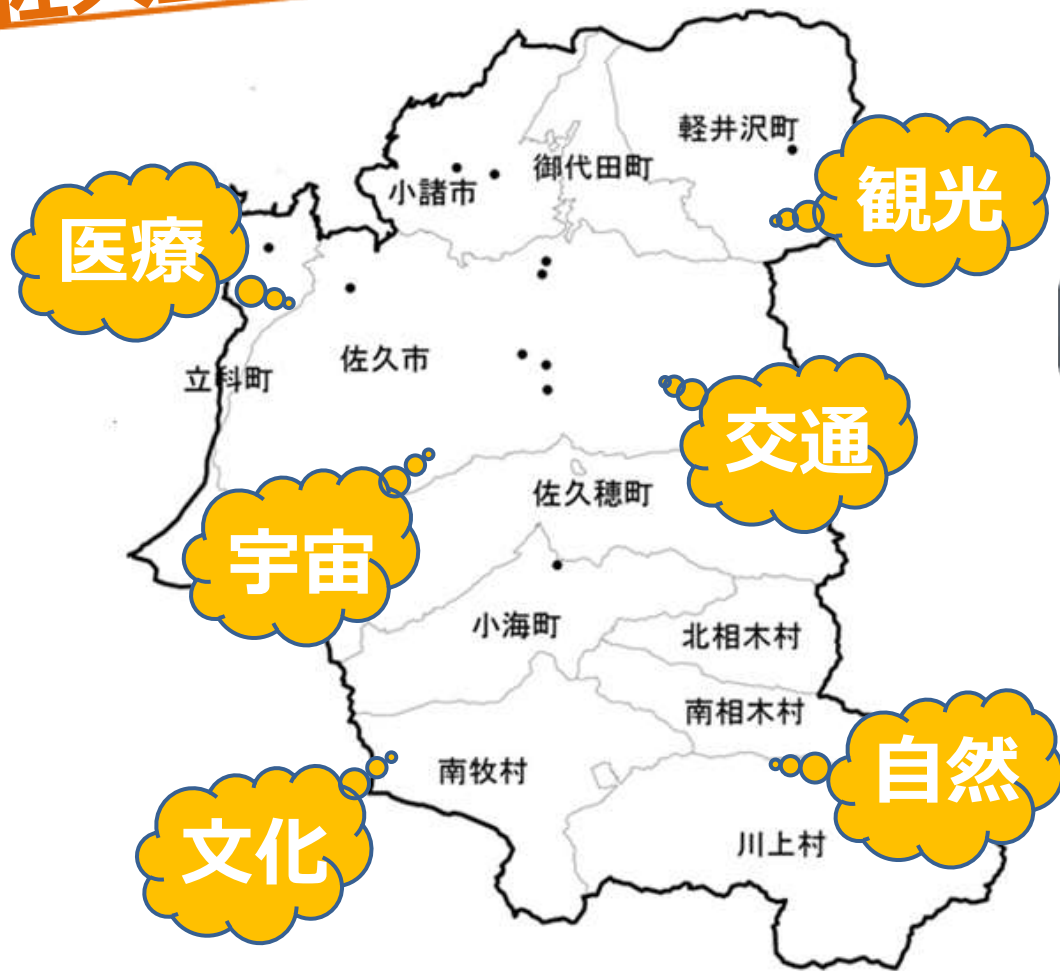 軽井沢町
御代田町
小諸市
観光
医療
佐久市
立科町
交通
佐久穂町
宇宙
小海町
北相木村
南相木村
自然
南牧村
文化
川上村